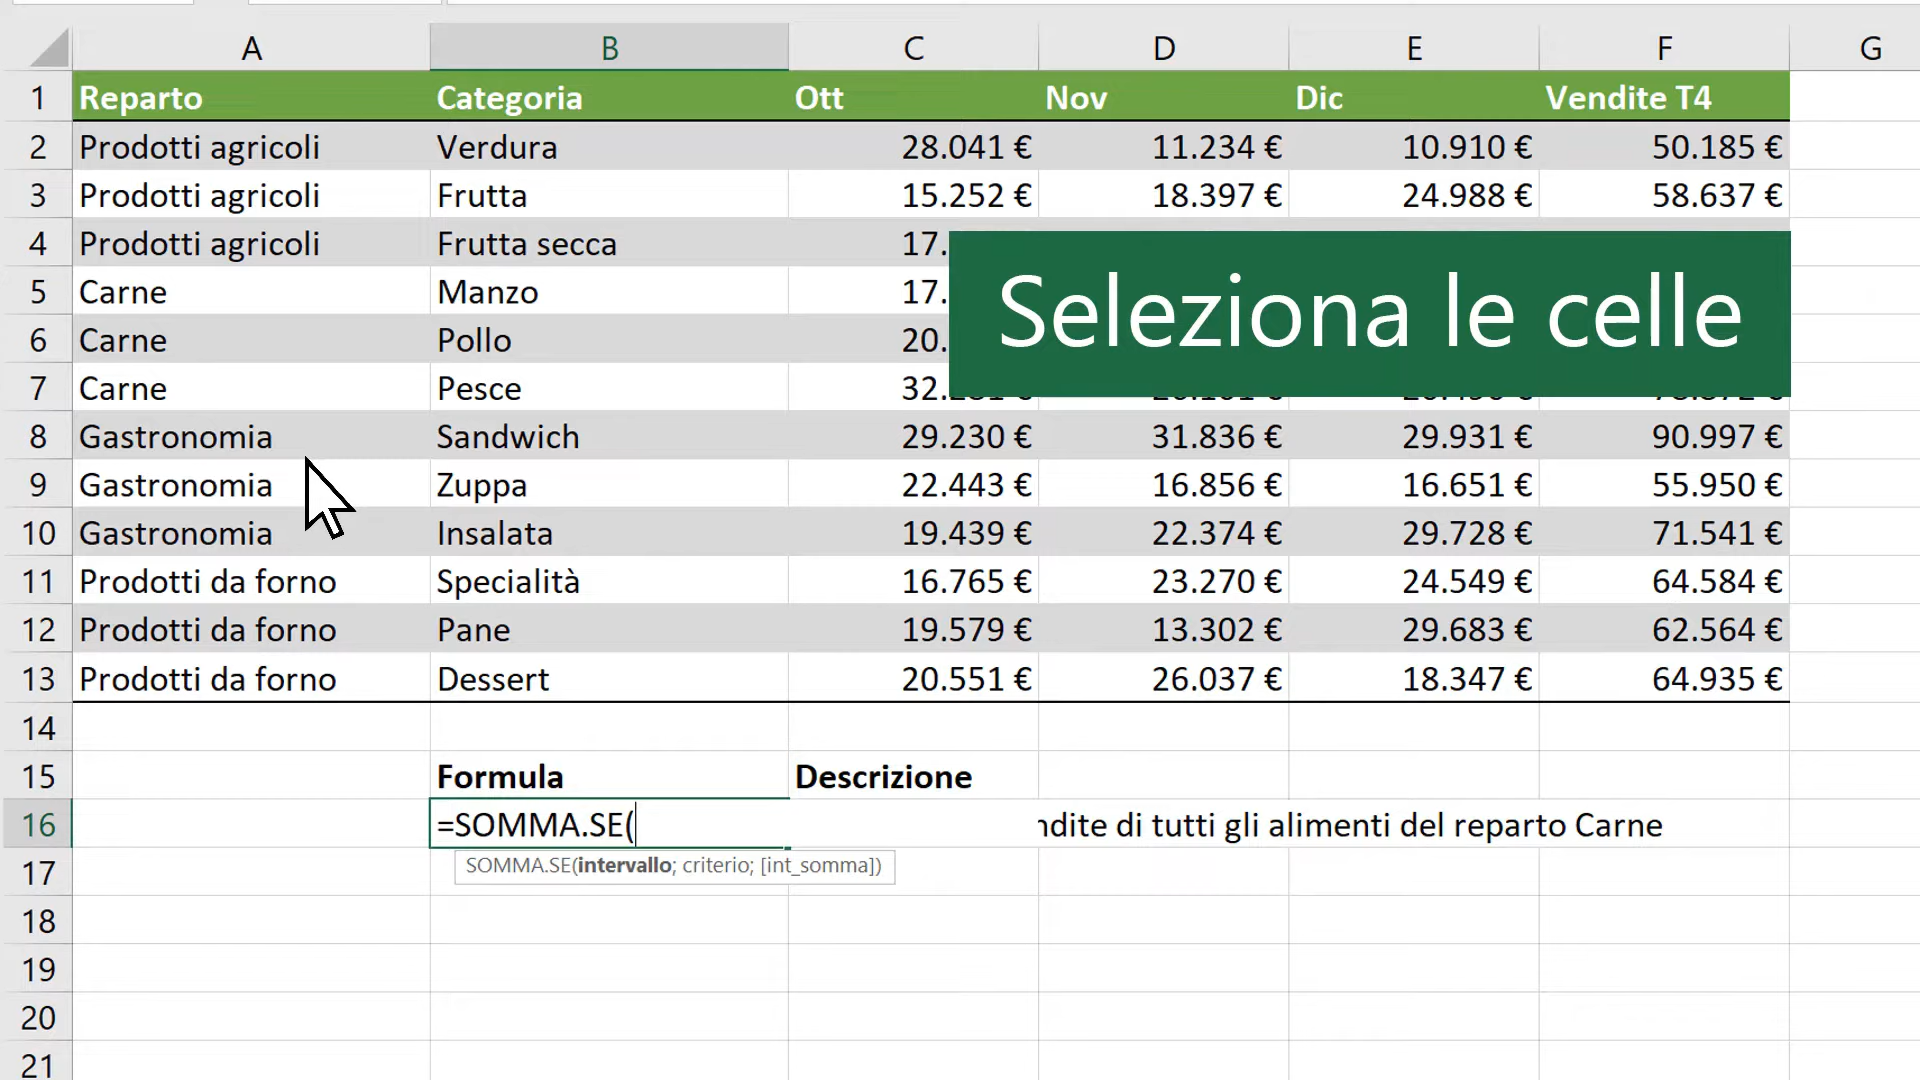 A B C D E F G
1 Reparto Categoria Ott Nov Dic Vendite T4
2 Prodotti agricoli Verdura 28.041 € 11.234 € 10.910 € 50.185 €
3 Prodotti agricoli Frutta 15.252 € 18.397 € 24.988 € 58.637 €
4 Prodotti agricoli Frutta secca 17.
Seleziona le celle
5 Carne Manzo 17.
6 Carne Pollo 20.
7 Carne Pesce 32.
8 Gastronomia Sandwich 29.230 € 31.836 € 29.931 € 90.997 €
9 Gastronomia Zuppa 22.443 € 16.856 € 16.651 € 55.950 €
10 Gastronomia Insalata 19.439 € 22.374 € 29.728 € 71.541 €
11 Prodotti da forno Specialità 16.765 € 23.270 € 24.549 € 64.584 €
12 Prodotti da forno Pane 19.579 € 13.302 € 29.683 € 62.564 €
13 Prodotti da forno Dessert 20.551 € 26.037 € 18.347 € 64.935 €
14
15 Formula Descrizione
16 =SOMMA.SE( ndite di tutti gli alimenti del reparto Carne
SOMMA.SE(intervallo; criterio; [int_somma])
17
18
19
20
21